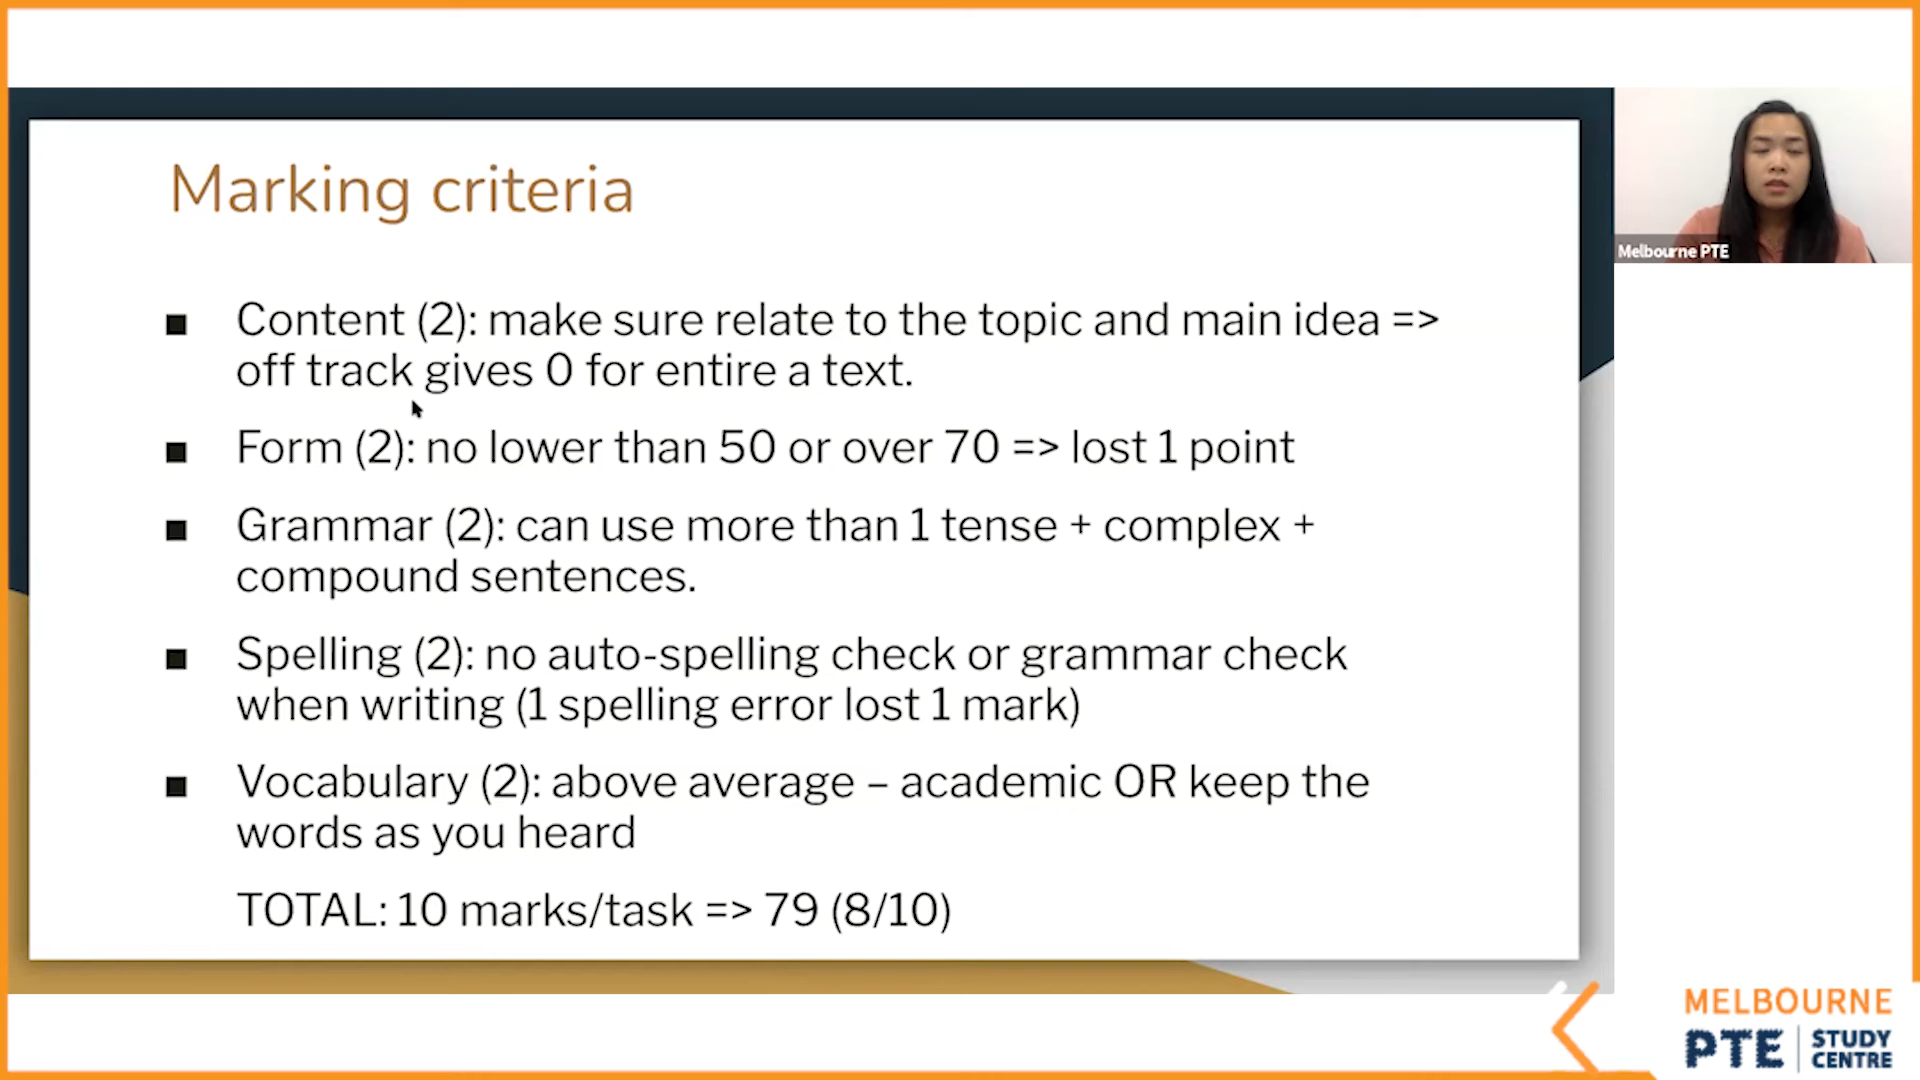 Marking criteria
■ Content (2): make sure relate to the topic and main idea =>
off track gives 0 for entire a text.
■ Form (2): no lower than 50 or over 70 => lost 1 point
■ Grammar (2): can use more than 1 tense + complex +
compound sentences.
■ Spelling (2): no auto-spelling check or grammar check
when writing (1 spelling error lost 1 mark)
■ Vocabulary (2): above average – academic OR keep the
words as you heard
TOTAL: 10 marks/task => 79 (8/10)
Melbourne PTE
MELBOURNE
PTE | STUDY
CENTRE